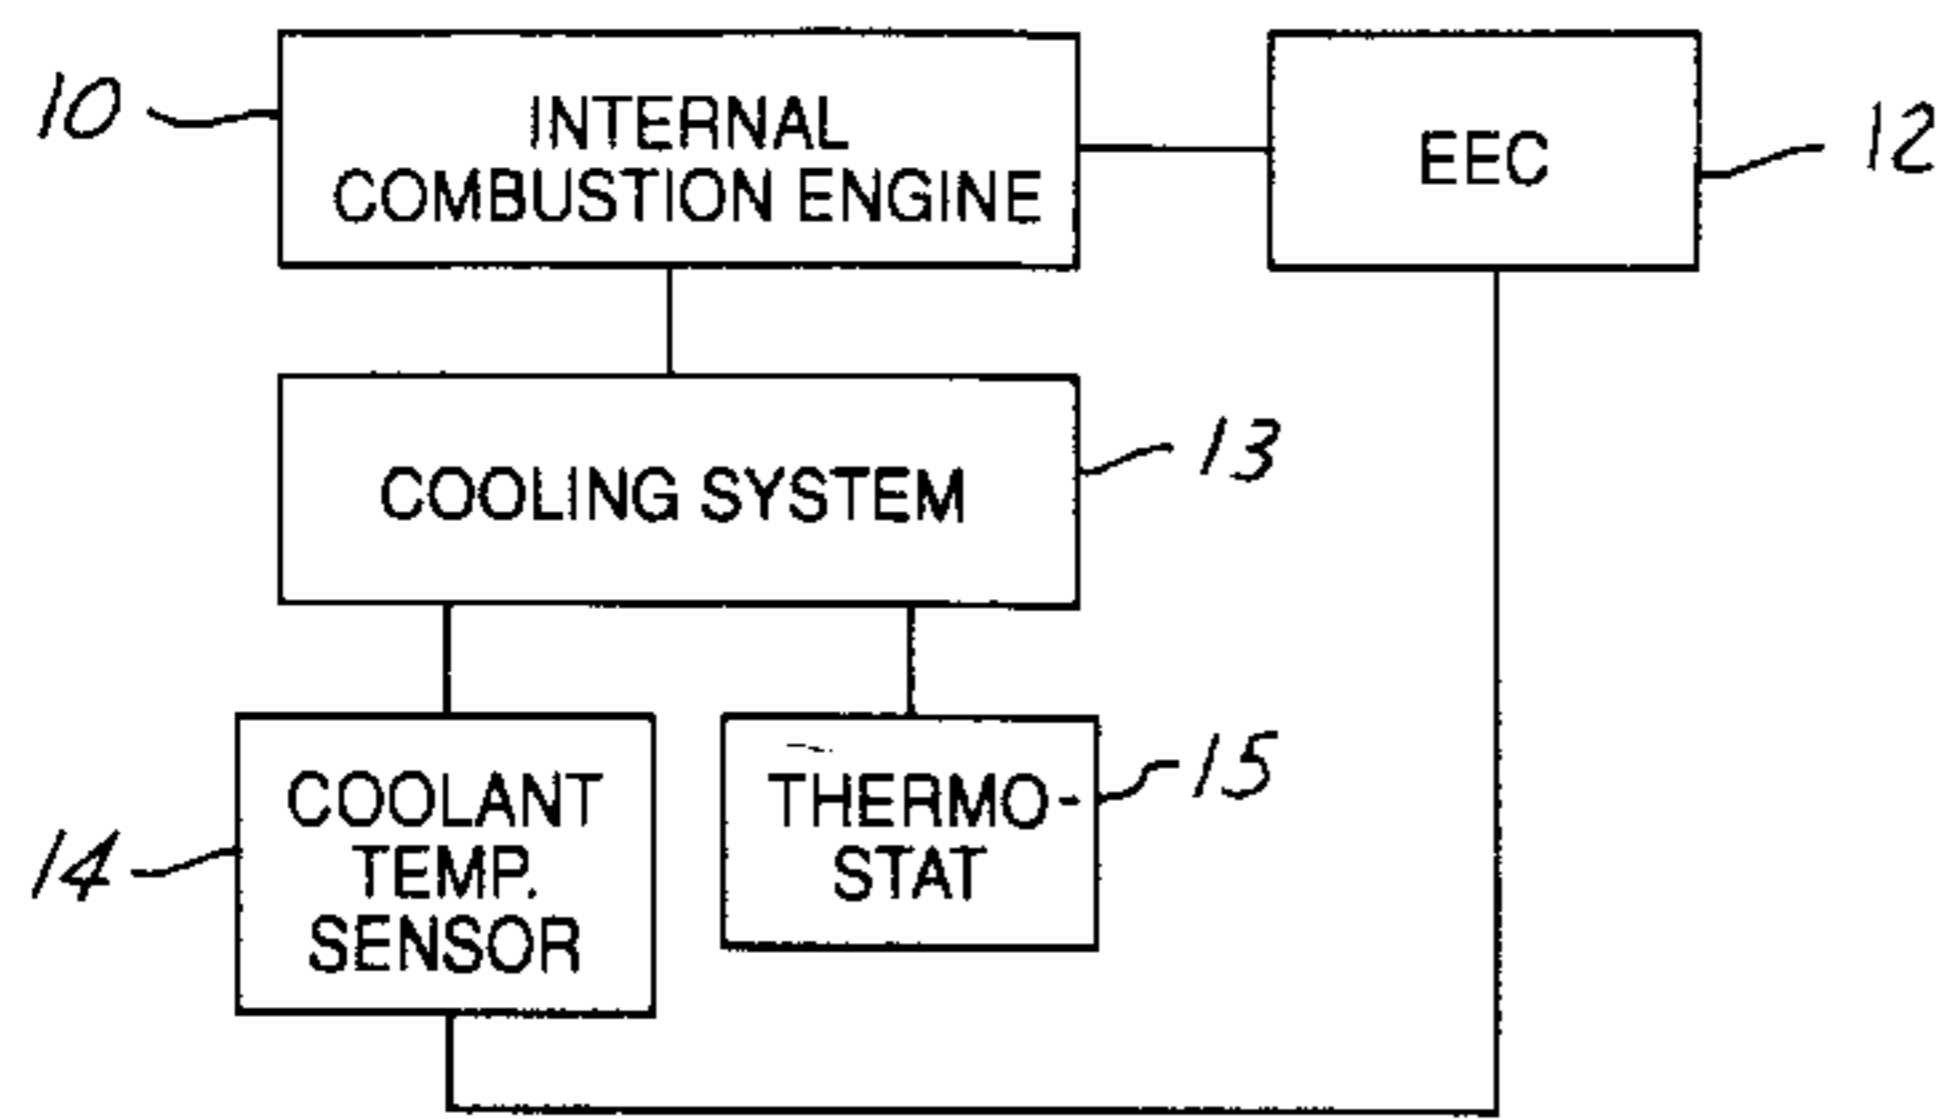 10
INTERNAL
COMBUSTION ENGINE
EEC
12
COOLING SYSTEM
13
14
COOLANT
TEMP.
SENSOR
THERMO-
STAT
15